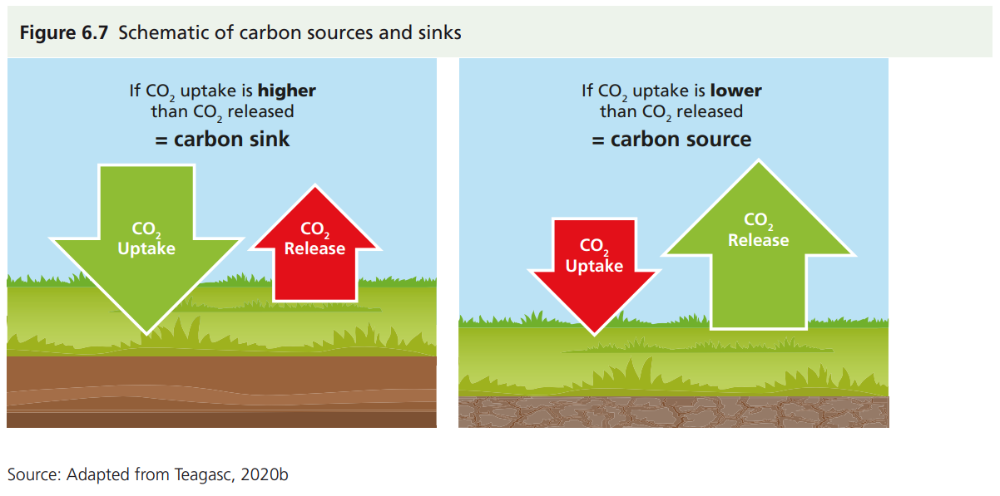 Figure 6.7 Schematic of carbon sources and sinks
If CO₂ uptake is higher
than CO₂ released
= carbon sink
CO₂
Uptake
CO₂
Release
If CO₂ uptake is lower
than CO₂ released
= carbon source
CO₂
Uptake
CO₂
Release
Source: Adapted from Teagasc, 2020b